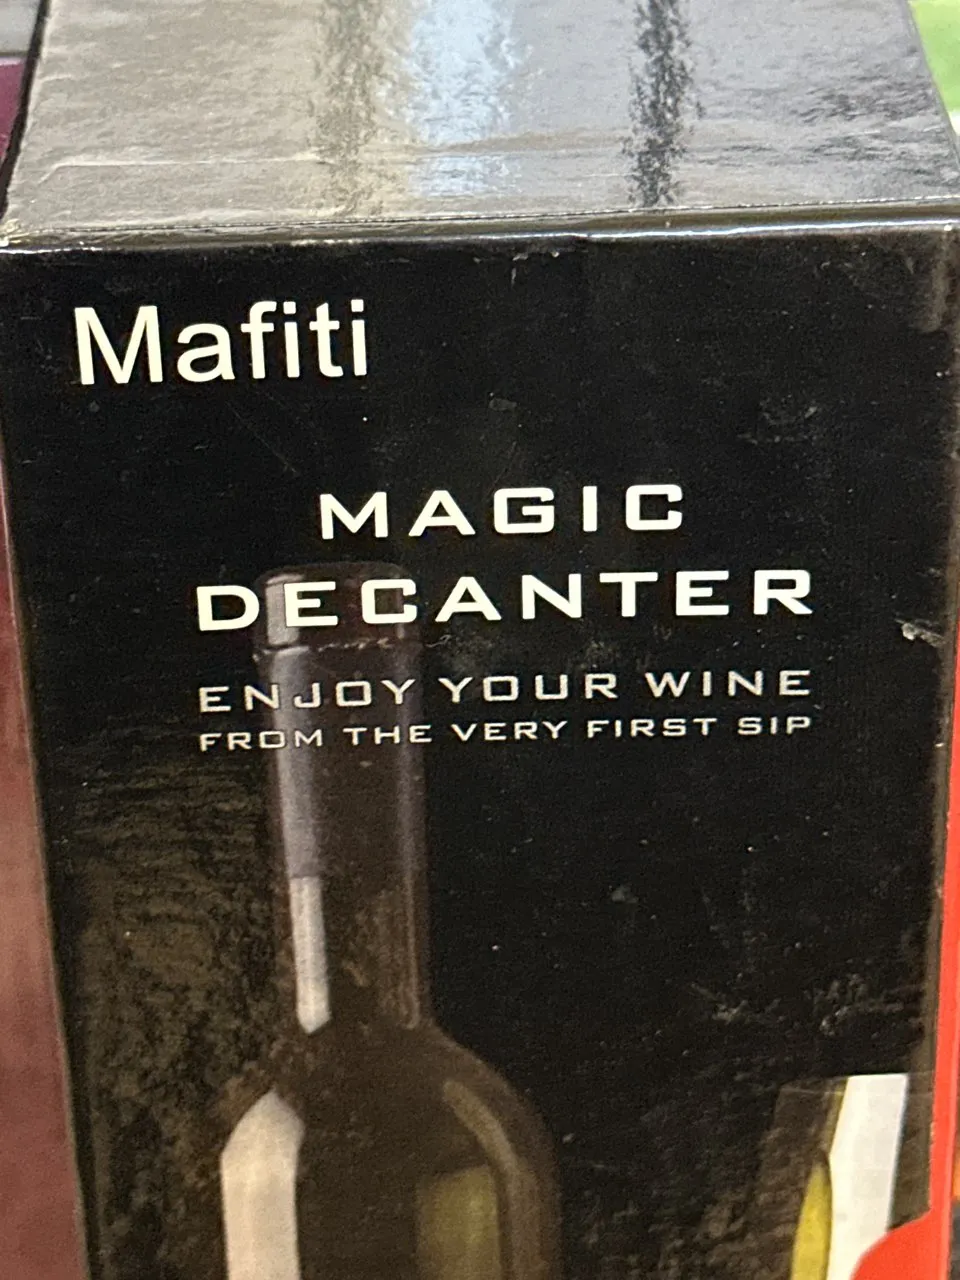 Mafiti
MAGIC
DECANTER
ENJOY YOUR WINE
FROM THE VERY FIRST SIP